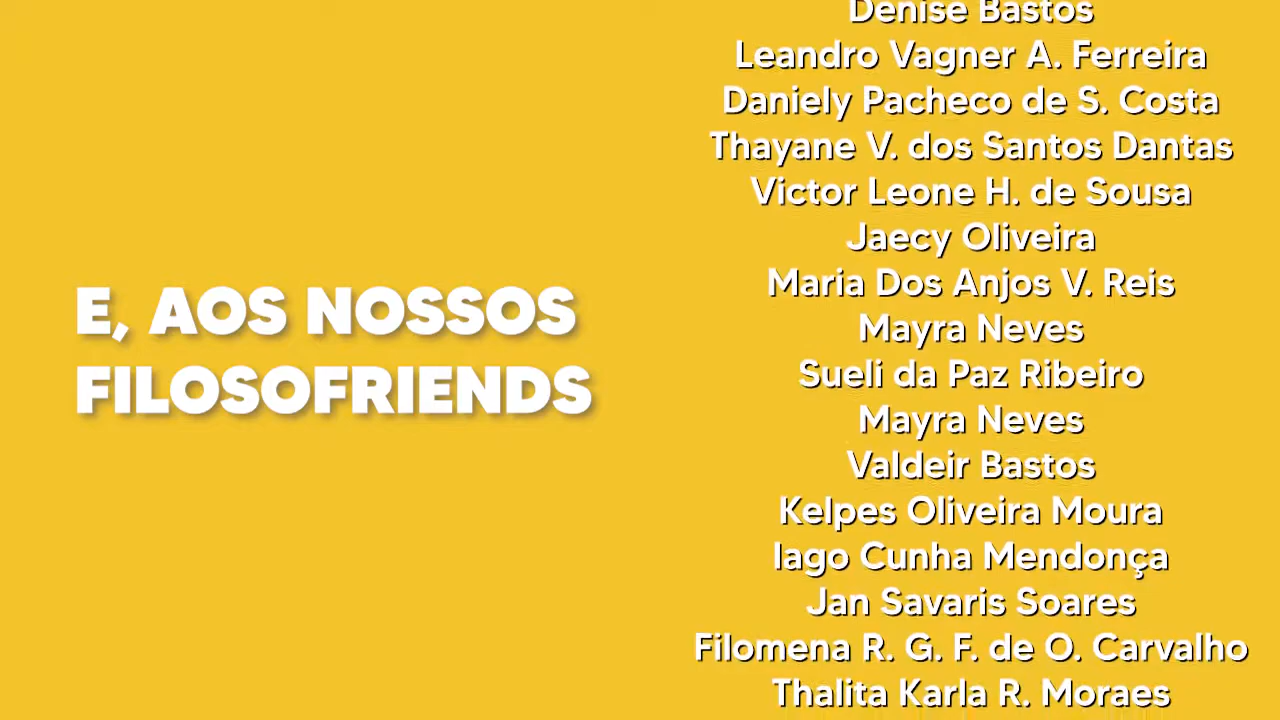 E, AOS NOSSOS
FILOSOFRIENDS
Denise Bastos
Leandro Vagner A. Ferreira
Daniely Pacheco de S. Costa
Thayane V. dos Santos Dantas
Victor Leone H. de Sousa
Jaecy Oliveira
Maria Dos Anjos V. Reis
Mayra Neves
Sueli da Paz Ribeiro
Mayra Neves
Valdeir Bastos
Kelpes Oliveira Moura
Iago Cunha Mendonça
Jan Savaris Soares
Filomena R. G. F. de O. Carvalho
Thalita Karla R. Moraes